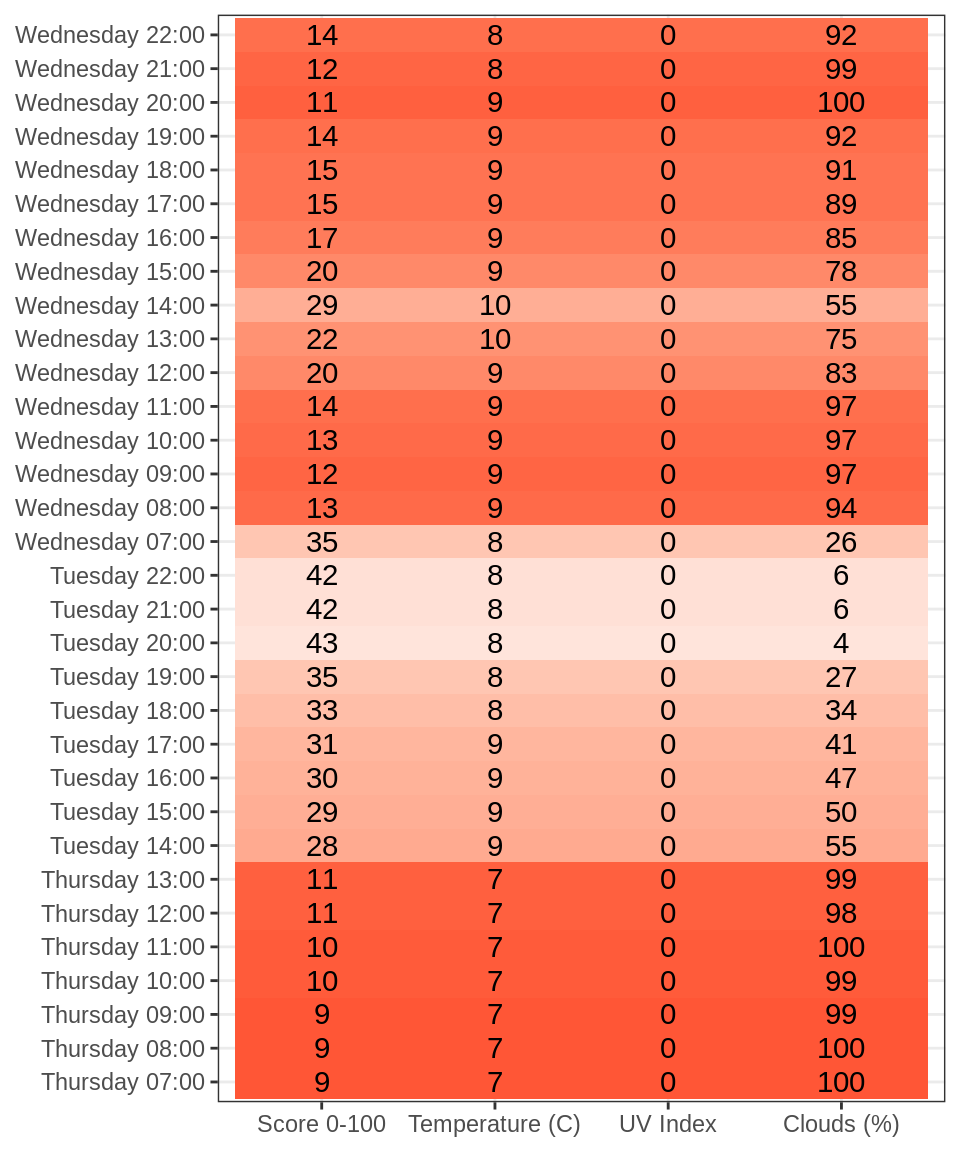 Wednesday 22:00 14 8 0 92
Wednesday 21:00 12 8 0 99
Wednesday 20:00 11 9 0 100
Wednesday 19:00 14 9 0 92
Wednesday 18:00 15 9 0 91
Wednesday 17:00 15 9 0 89
Wednesday 16:00 17 9 0 85
Wednesday 15:00 20 9 0 78
Wednesday 14:00 29 10 0 55
Wednesday 13:00 22 10 0 75
Wednesday 12:00 20 9 0 83
Wednesday 11:00 14 9 0 97
Wednesday 10:00 13 9 0 97
Wednesday 09:00 12 9 0 97
Wednesday 08:00 13 9 0 94
Wednesday 07:00 35 8 0 26
Tuesday 22:00 42 8 0 6
Tuesday 21:00 42 8 0 6
Tuesday 20:00 43 8 0 4
Tuesday 19:00 35 8 0 27
Tuesday 18:00 33 8 0 34
Tuesday 17:00 31 9 0 41
Tuesday 16:00 30 9 0 47
Tuesday 15:00 29 9 0 50
Tuesday 14:00 28 9 0 55
Thursday 13:00 11 7 0 99
Thursday 12:00 11 7 0 98
Thursday 11:00 10 7 0 100
Thursday 10:00 10 7 0 99
Thursday 09:00 9 7 0 99
Thursday 08:00 9 7 0 100
Thursday 07:00 9 7 0 100
Score 0-100 Temperature (C) UV Index Clouds (%)